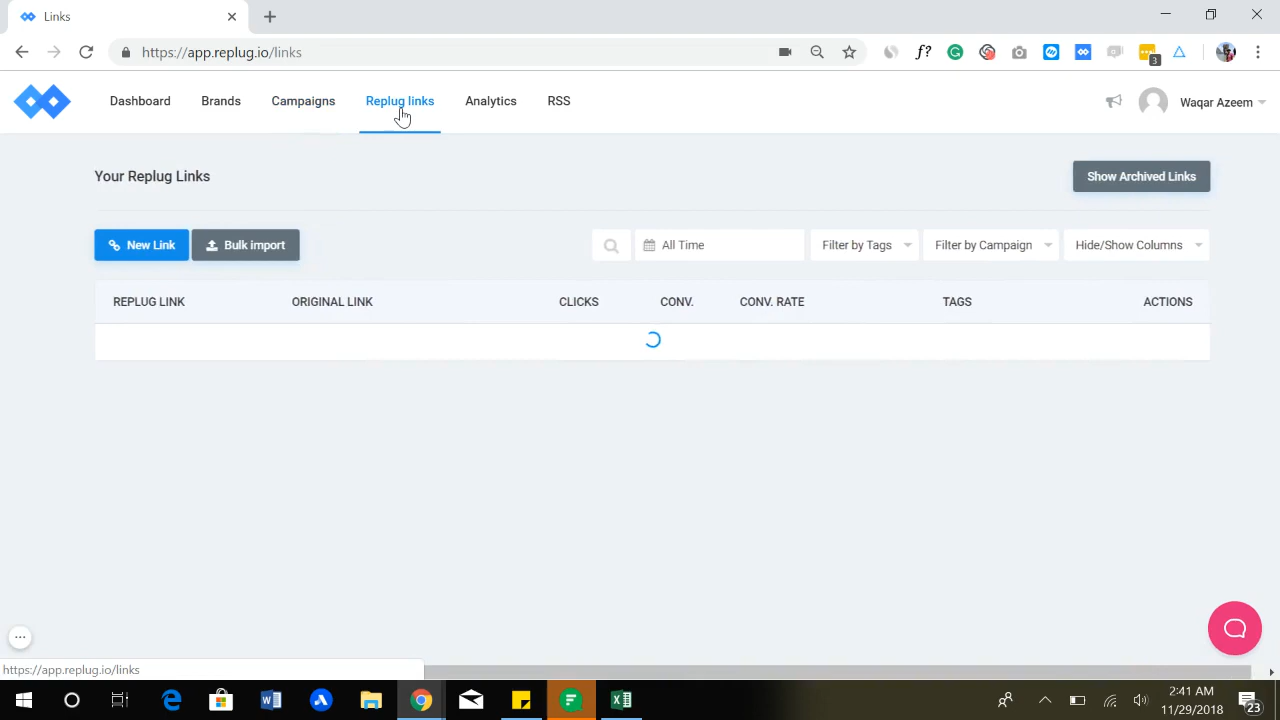 Links
https://app.replug.io/links
f?
3
Dashboard Brands Campaigns Replug links Analytics RSS
Waqar Azeem
Your Replug Links
Show Archived Links
New Link Bulk import All Time Filter by Tags Filter by Campaign Hide/Show Columns
REPLUG LINK ORIGINAL LINK CLICKS CONV. CONV. RATE TAGS ACTIONS
https://app.replug.io/links
2:41 AM
11/29/2018
23